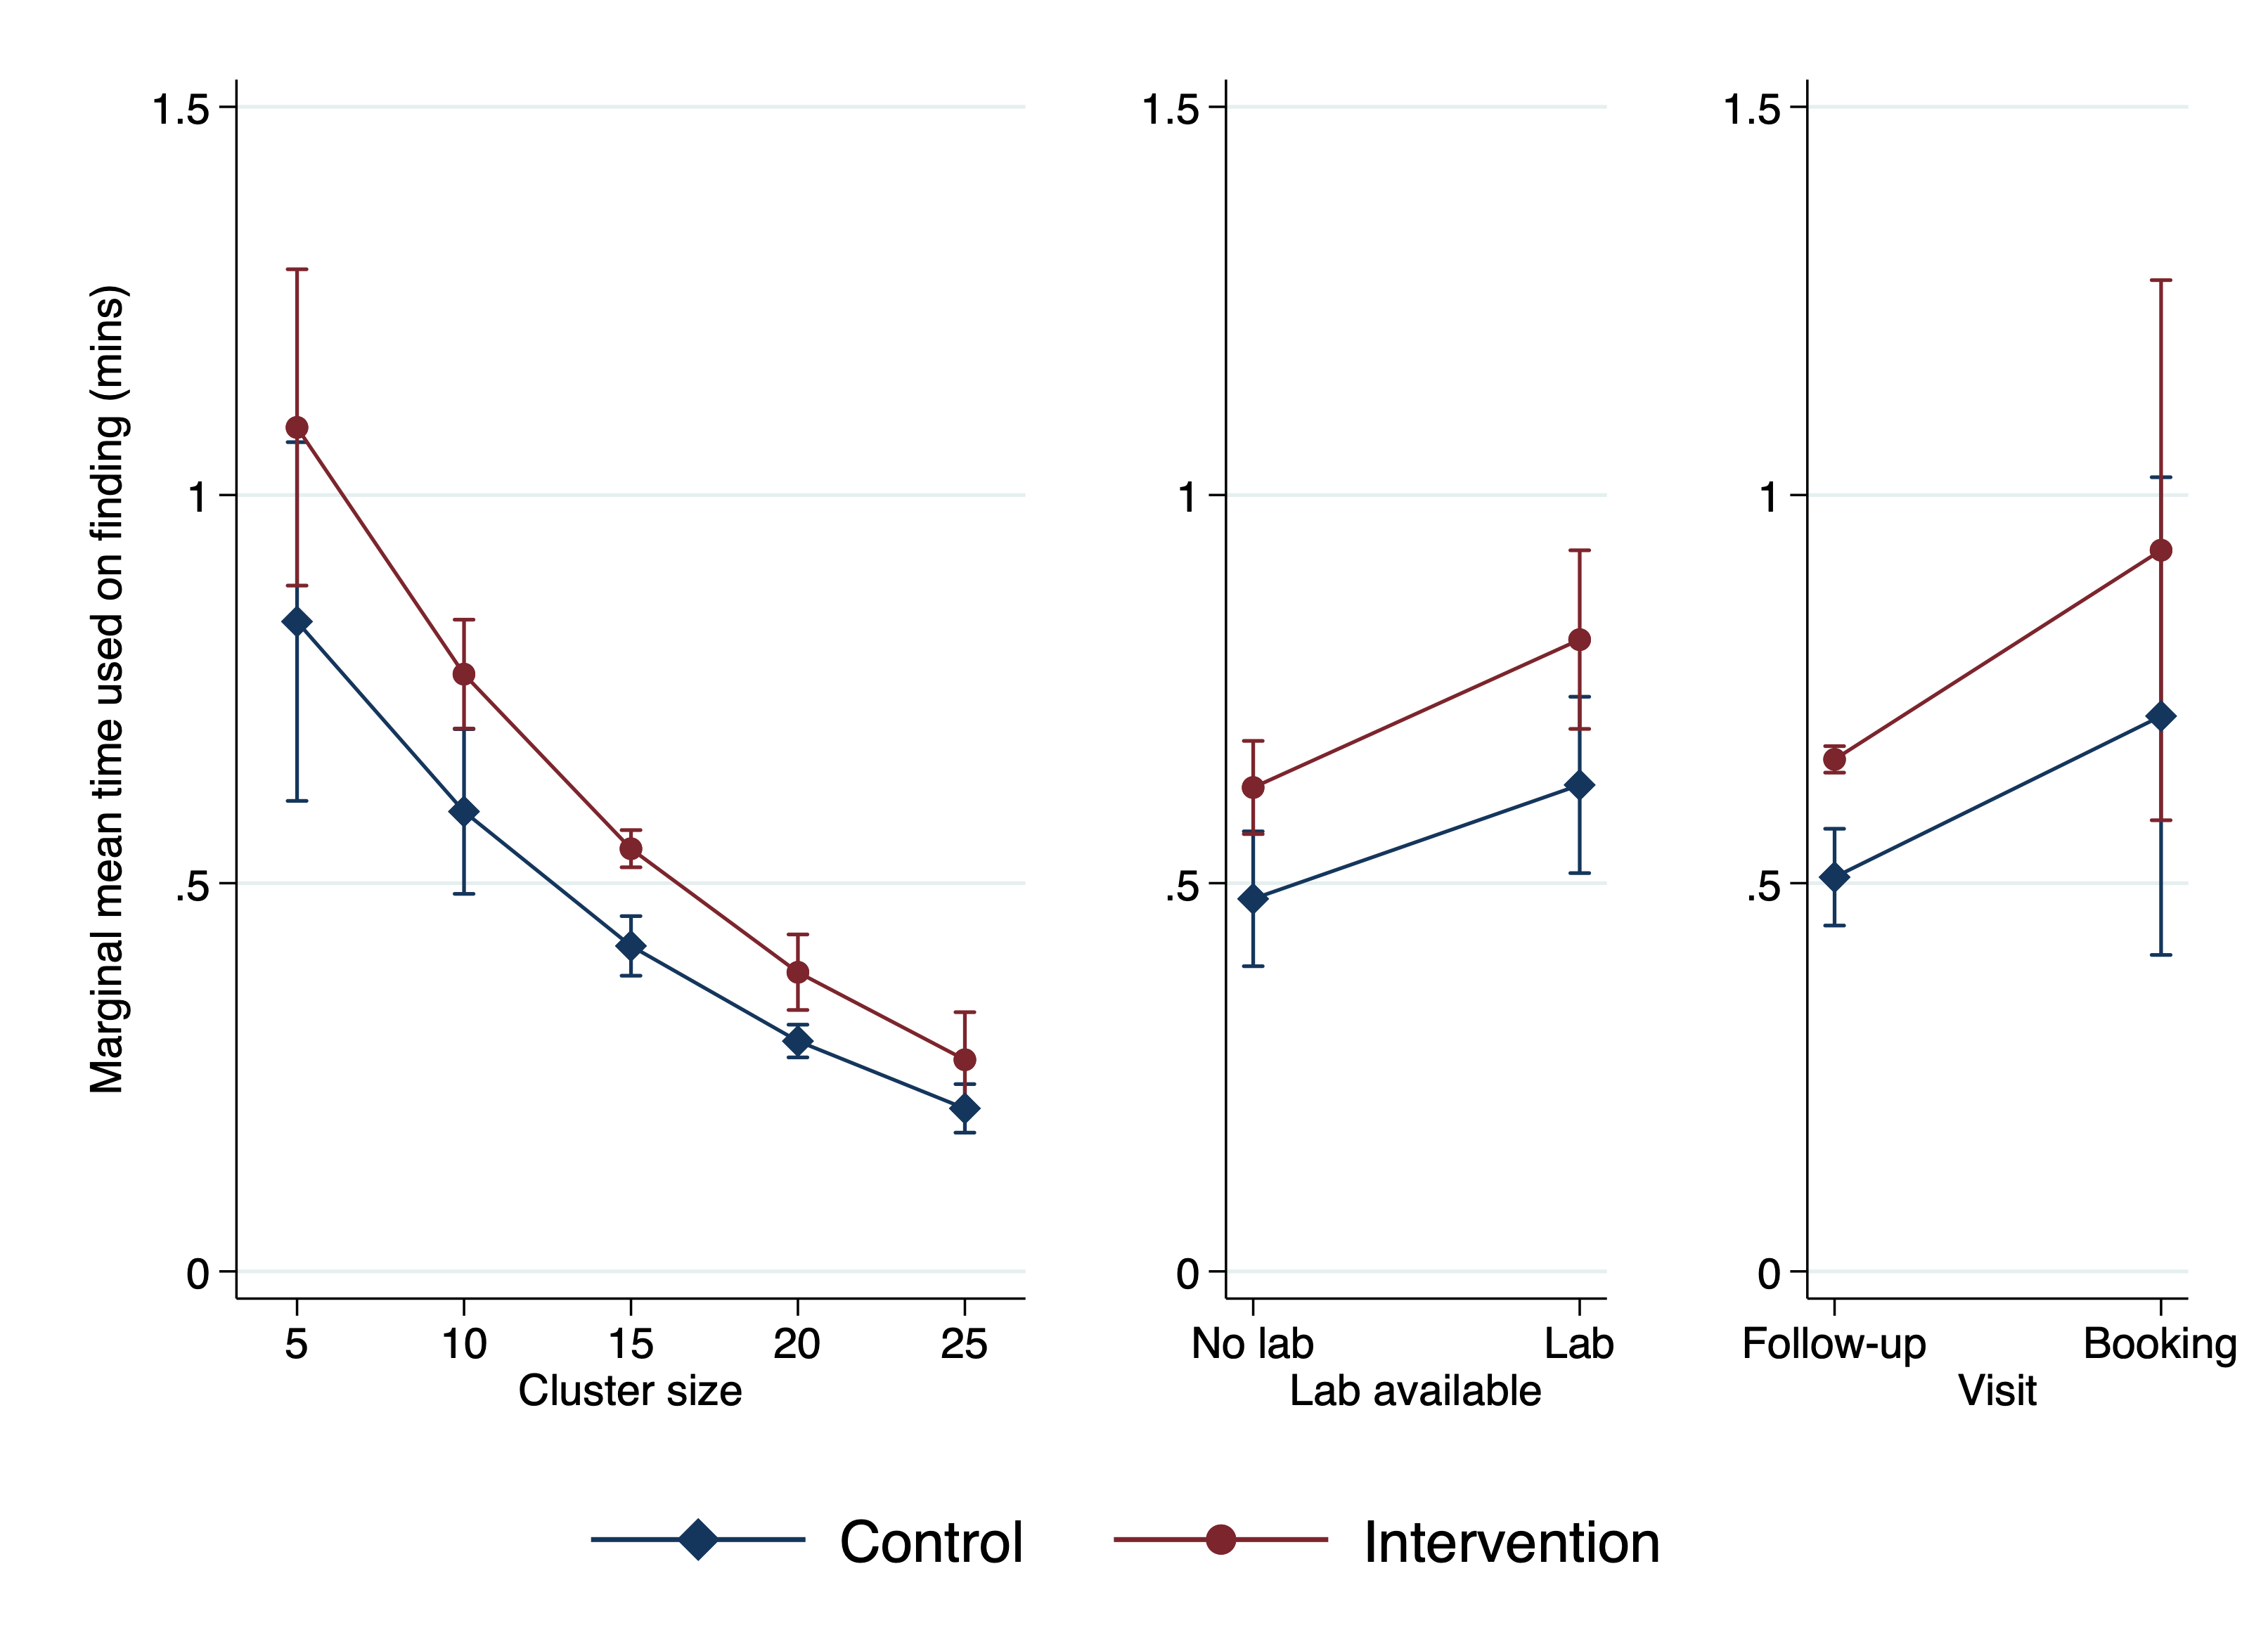 Marginal mean time used on finding (mins)
1.5
1
.5
0
5 10 15 20 25
Cluster size
1.5
1
.5
0
No lab Lab
Lab available
1.5
1
.5
0
Follow-up Booking
Visit
Control Intervention